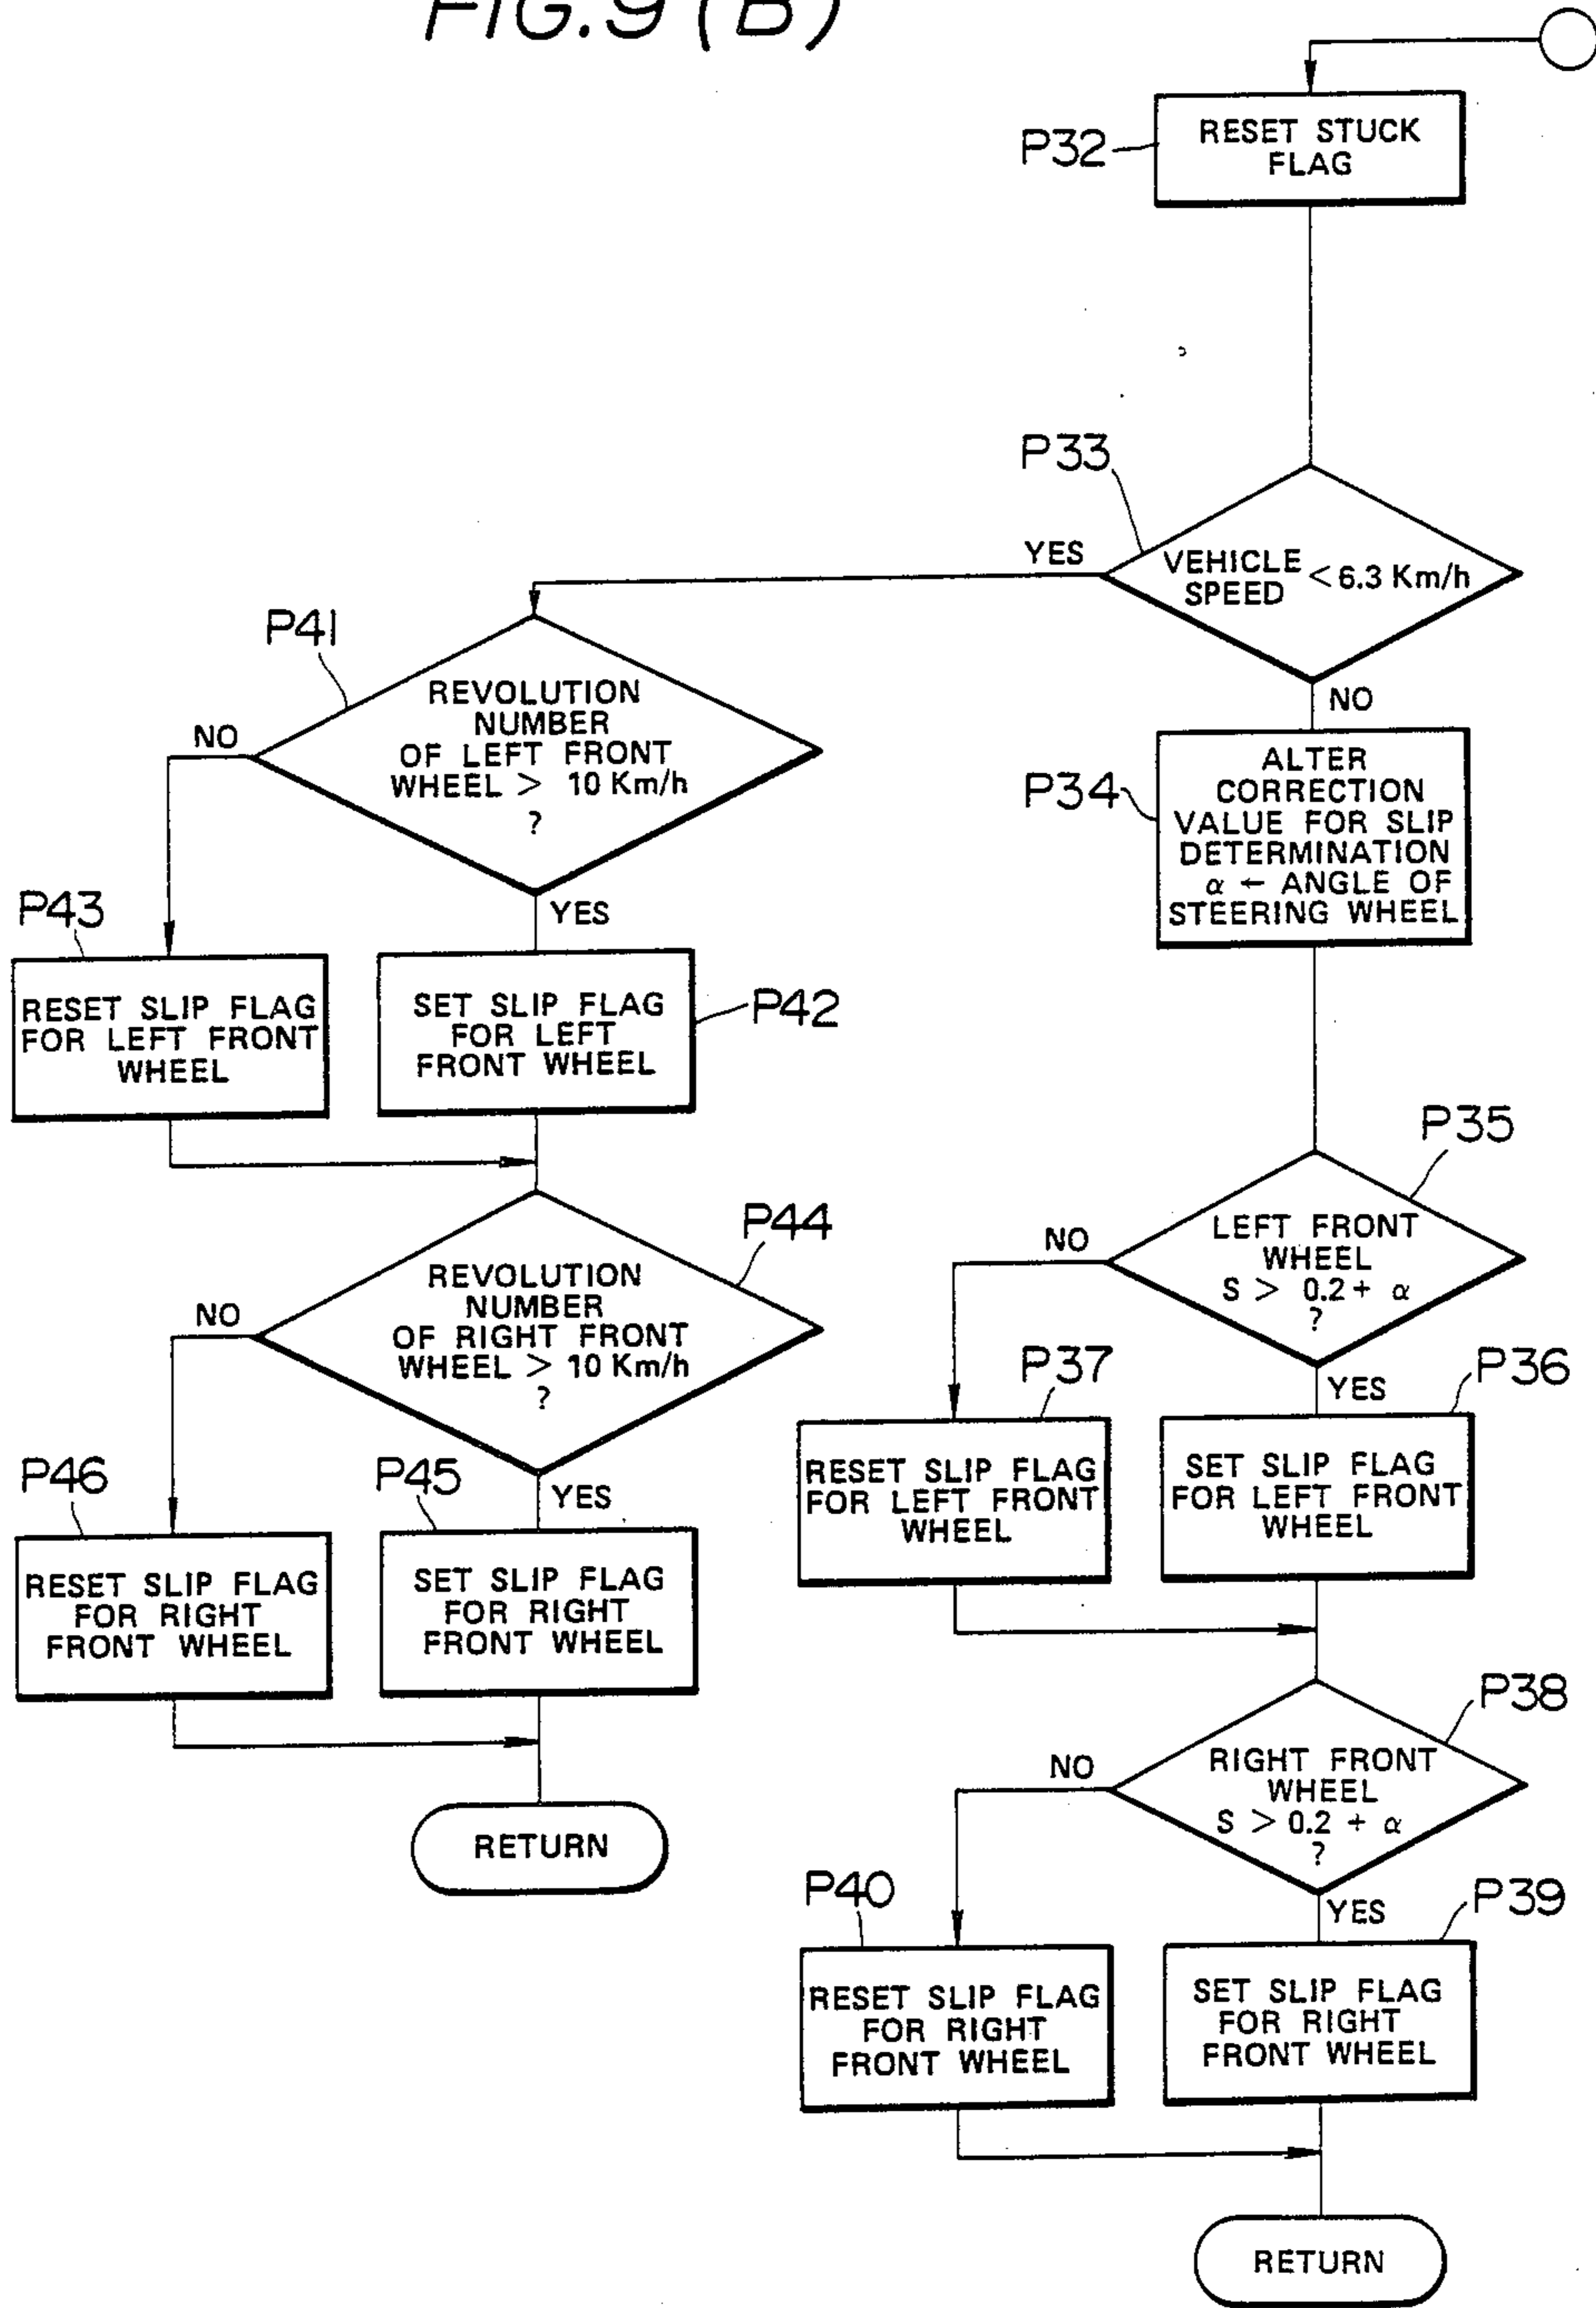 FIG. 9 (B)
P32
RESET STUCK
FLAG
P33
YES
VEHICLE
SPEED
< 6.3 Km/h
NO
P34
ALTER
CORRECTION
VALUE FOR SLIP
DETERMINATION
α ← ANGLE OF
STEERING WHEEL
P41
REVOLUTION
NUMBER
OF LEFT FRONT
WHEEL > 10 Km/h
?
NO
YES
P43
RESET SLIP FLAG
FOR LEFT FRONT
WHEEL
SET SLIP FLAG
FOR LEFT
FRONT WHEEL
P42
P44
REVOLUTION
NUMBER
OF RIGHT FRONT
WHEEL > 10 Km/h
?
NO
YES
P46
RESET SLIP FLAG
FOR RIGHT
FRONT WHEEL
P45
SET SLIP FLAG
FOR RIGHT
FRONT WHEEL
RETURN
P35
LEFT FRONT
WHEEL
S > 0.2 + α
?
NO
YES
P37
RESET SLIP FLAG
FOR LEFT FRONT
WHEEL
P36
SET SLIP FLAG
FOR LEFT FRONT
WHEEL
P38
RIGHT FRONT
WHEEL
S > 0.2 + α
?
NO
YES
P40
RESET SLIP FLAG
FOR RIGHT
FRONT WHEEL
P39
SET SLIP FLAG
FOR RIGHT
FRONT WHEEL
RETURN